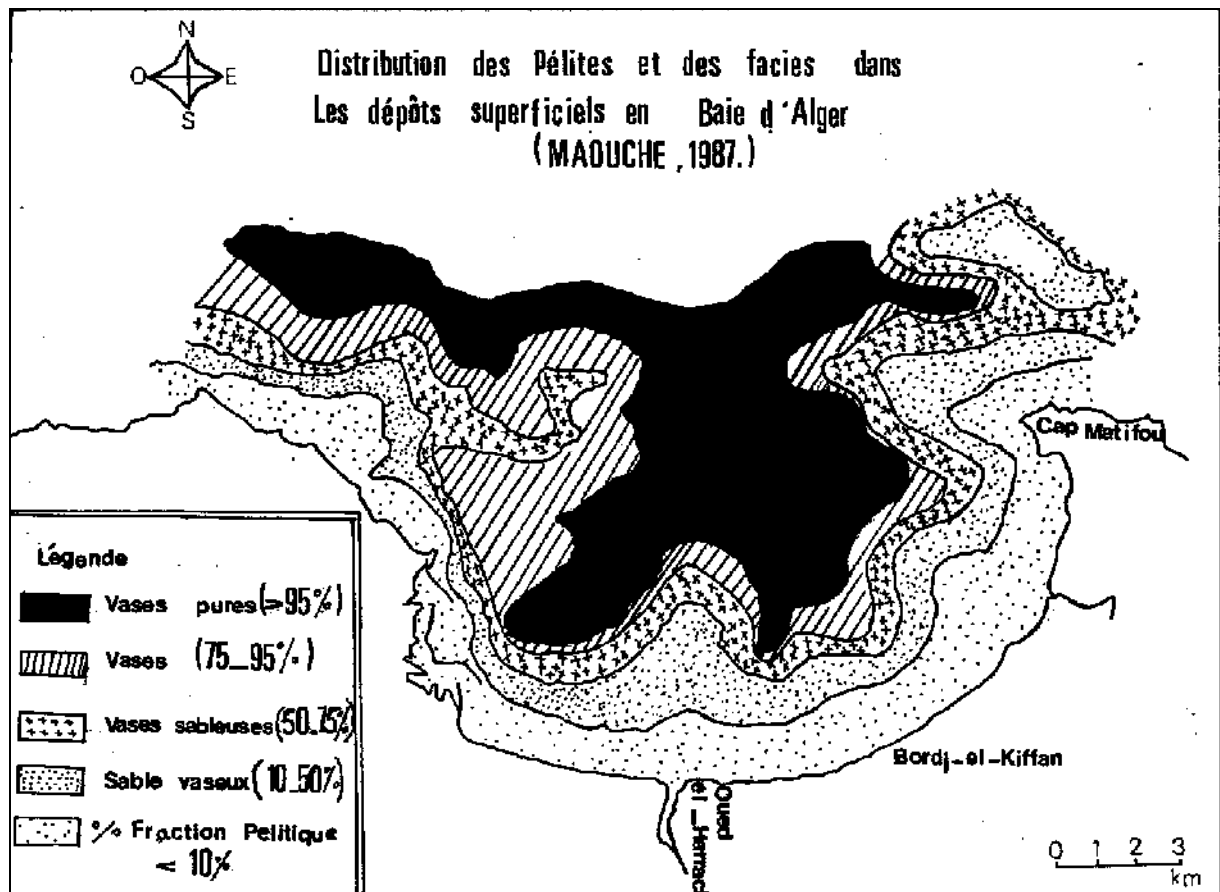 N
O E
S
Distribution des Pélites et des facies dans
Les dépôts superficiels en Baie d'Alger
(MAOUCHE, 1987.)
Cap Matifou
Légende
Vases pures (⩾95%)
Vases (75_95%)
Vases sableuses (50_75%)
Sable vaseux (10_50%)
% Fraction Pelitique
< 10%
Bordj-el-Kiffan
Oued
el_Harrach
0 1 2 3
km